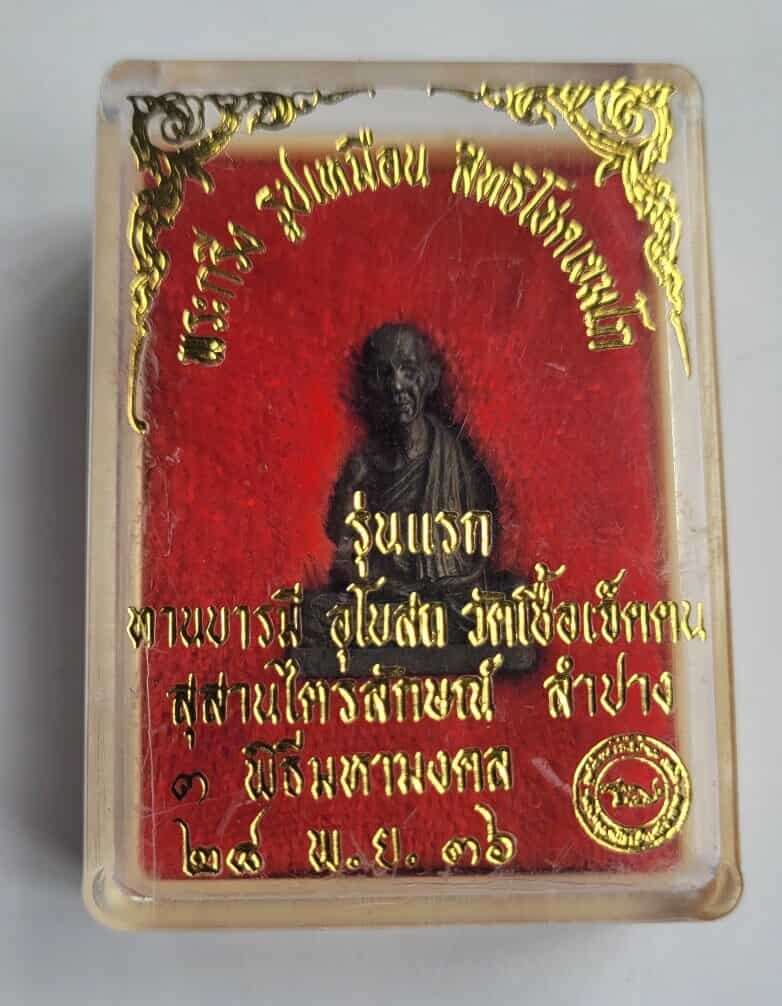 พระกริ่ง รูปเหมือน สิทธิโชคเขมโก
รุ่นแรก
ทานบารมี อุโบสถ วัดเชื้อเจ็ดตน
สุสานไตรลักษณ์ ลำปาง
๓ พิธีมหามงคล
๒๘ พ.ย. ๓๖